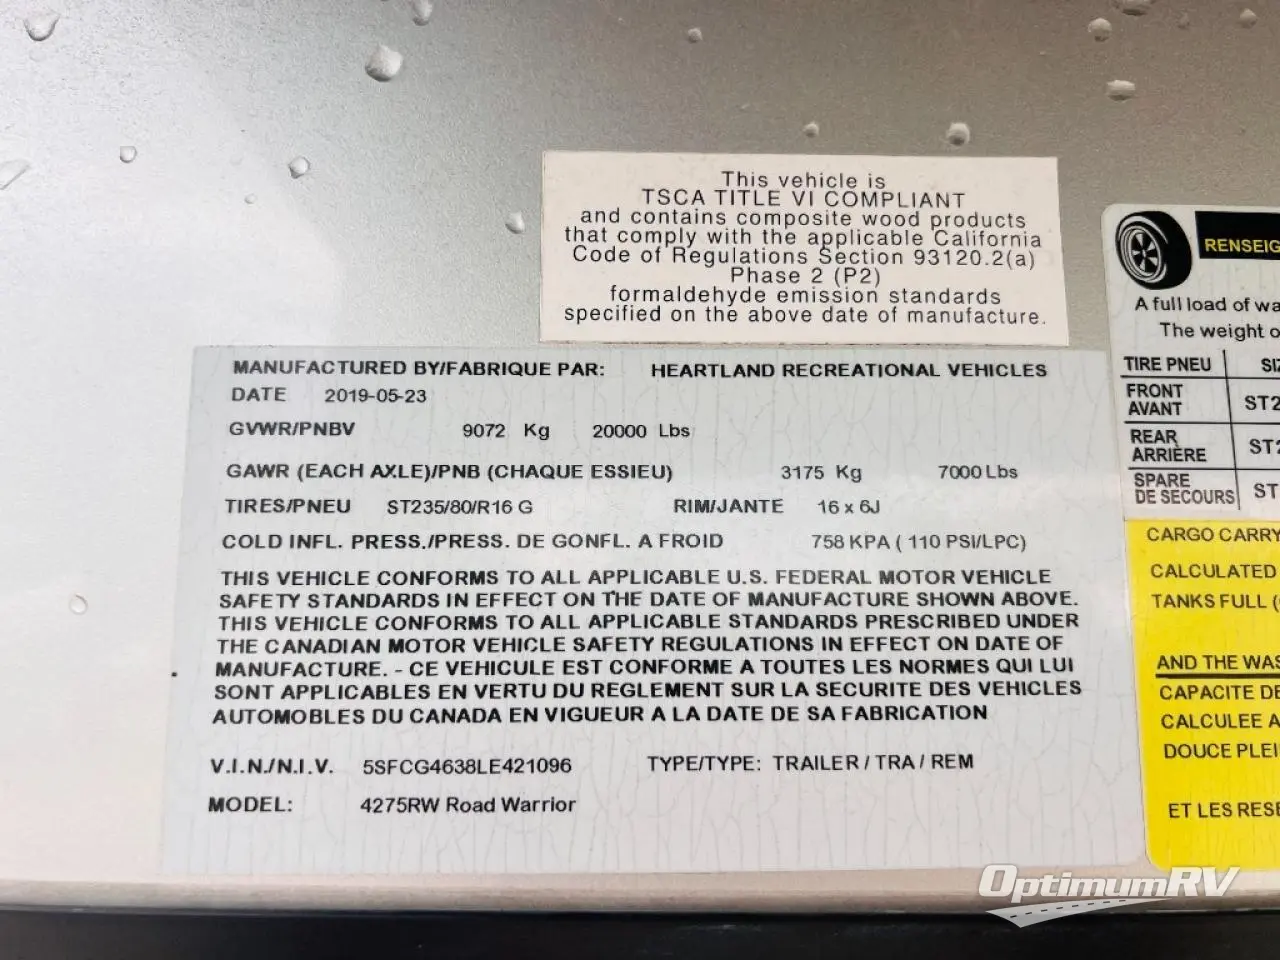 This vehicle is
TSCA TITLE VI COMPLIANT
and contains composite wood products
that comply with the applicable California
Code of Regulations Section 93120.2(a)
Phase 2 (P2)
formaldehyde emission standards
specified on the above date of manufacture.
MANUFACTURED BY/FABRIQUE PAR: HEARTLAND RECREATIONAL VEHICLES
DATE 2019-05-23
GVWR/PNBV 9072 Kg 20000 Lbs
GAWR (EACH AXLE)/PNB (CHAQUE ESSIEU) 3175 Kg 7000 Lbs
TIRES/PNEU ST235/80/R16 G RIM/JANTE 16 x 6J
COLD INFL. PRESS./PRESS. DE GONFL. A FROID 758 KPA ( 110 PSI/LPC)
THIS VEHICLE CONFORMS TO ALL APPLICABLE U.S. FEDERAL MOTOR VEHICLE
SAFETY STANDARDS IN EFFECT ON THE DATE OF MANUFACTURE SHOWN ABOVE.
THIS VEHICLE CONFORMS TO ALL APPLICABLE STANDARDS PRESCRIBED UNDER
THE CANADIAN MOTOR VEHICLE SAFETY REGULATIONS IN EFFECT ON DATE OF
MANUFACTURE. - CE VEHICULE EST CONFORME A TOUTES LES NORMES QUI LUI
SONT APPLICABLES EN VERTU DU REGLEMENT SUR LA SECURITE DES VEHICLES
AUTOMOBLES DU CANADA EN VIGUEUR A LA DATE DE SA FABRICATION
V.I.N./N.I.V. 5SFCG4638LE421096 TYPE/TYPE: TRAILER / TRA / REM
MODEL: 4275RW Road Warrior
RENSEIG
A full load of wa
The weight o
TIRE PNEU SIZ
FRONT
AVANT ST2
REAR
ARRIÈRE ST2
SPARE
DE SECOURS ST
CARGO CARRY
CALCULATED
TANKS FULL (
AND THE WAS
CAPACITE DE
CALCULEE A
DOUCE PLEI
ET LES RESE
OptimumRV